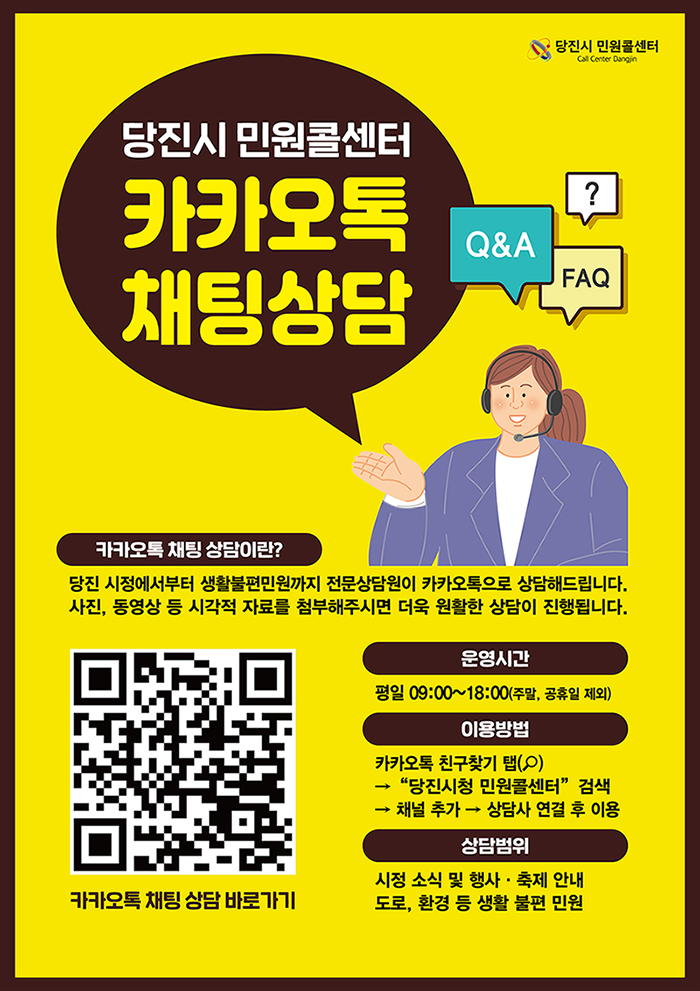 당진시 민원콜센터
Call Center Dangjin
당진시 민원콜센터
카카오톡
채팅상담
?
Q&A
FAQ
카카오톡 채팅 상담이란?
당진 시정에서부터 생활불편민원까지 전문상담원이 카카오톡으로 상담해드립니다.
사진, 동영상 등 시각적 자료를 첨부해주시면 더욱 원활한 상담이 진행됩니다.
카카오톡 채팅 상담 바로가기
운영시간
평일 09:00~18:00(주말, 공휴일 제외)
이용방법
카카오톡 친구찾기 탭()
→ “당진시청 민원콜센터” 검색
→ 채널 추가 → 상담사 연결 후 이용
상담범위
시정 소식 및 행사 · 축제 안내
도로, 환경 등 생활 불편 민원